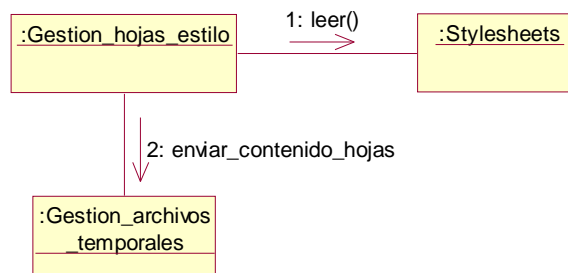 1: leer()
:Gestion_hojas_estilo
:Stylesheets
2: enviar_contenido_hojas
:Gestion_archivos
_temporales